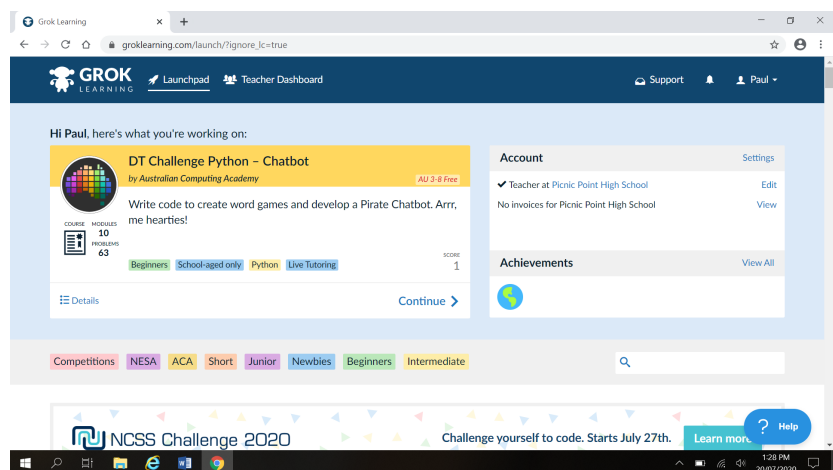 Grok Learning
groklearning.com/launch/?ignore_lc=true
GROK
LEARNING
Launchpad
Teacher Dashboard
Support
Paul
Hi Paul, here's what you're working on:
DT Challenge Python – Chatbot
by Australian Computing Academy
AU 3-8 Free
Write code to create word games and develop a Pirate Chatbot. Arrr,
me hearties!
COURSE MODULES
10
PROBLEMS
63
Beginners School-aged only Python Live Tutoring
SCORE
1
Details
Continue
Account Settings
Teacher at Picnic Point High School Edit
No invoices for Picnic Point High School View
Achievements View All
Competitions NESA ACA Short Junior Newbies Beginners Intermediate
NCSS Challenge 2020
Challenge yourself to code. Starts July 27th.
Learn more
? Help
1:28 PM
20/07/2020